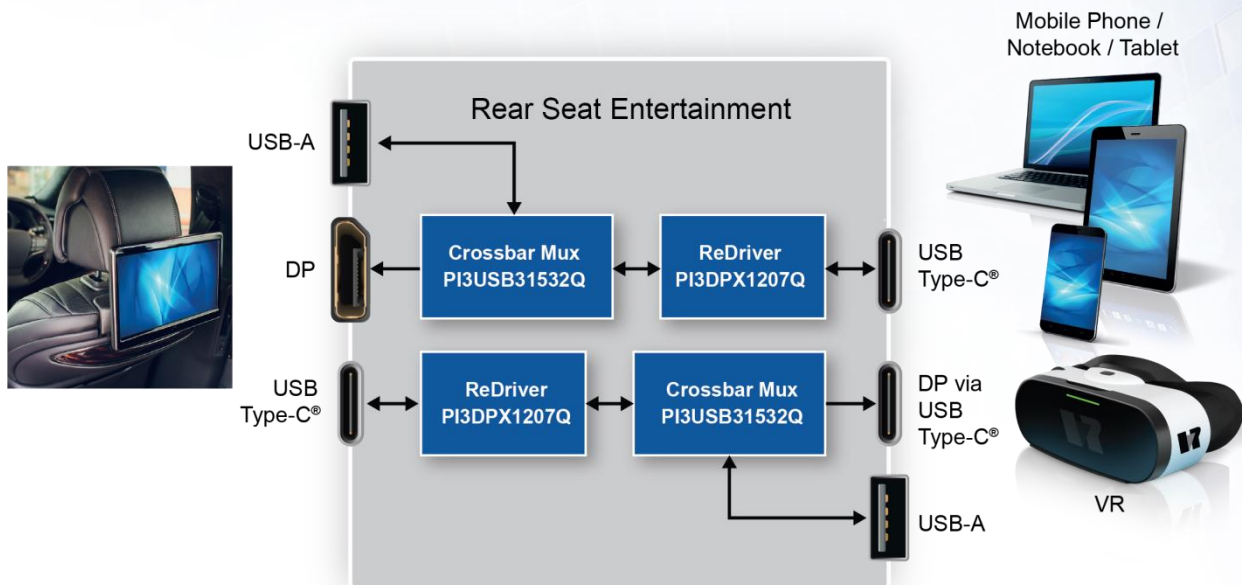 Mobile Phone /
Notebook / Tablet
Rear Seat Entertainment
USB-A
DP
Crossbar Mux
PI3USB31532Q
ReDriver
PI3DPX1207Q
USB
Type-C®
USB
Type-C®
ReDriver
PI3DPX1207Q
Crossbar Mux
PI3USB31532Q
DP via
USB
Type-C®
VR
USB-A